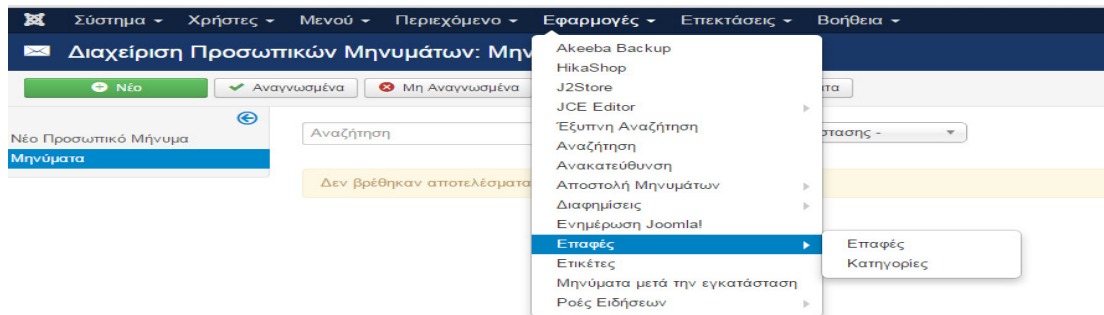 Σύστημα Χρήστες Μενού Περιεχόμενο Εφαρμογές Επεκτάσεις Βοήθεια
Διαχείριση Προσωπικών Μηνυμάτων: Μην
Νέο Αναγνωσμένα Μη Αναγνωσμένα τα
Νέο Προσωπικό Μήνυμα
Μηνύματα
Αναζήτηση
στασης -
Δεν βρέθηκαν αποτελέσματα
Akeeba Backup
HikaShop
J2Store
JCE Editor
Έξυπνη Αναζήτηση
Αναζήτηση
Ανακατεύθυνση
Αποστολή Μηνυμάτων
Διαφημίσεις
Ενημέρωση Joomla!
Επαφές
Ετικέτες
Μηνύματα μετά την εγκατάσταση
Ροές Ειδήσεων
Επαφές
Κατηγορίες